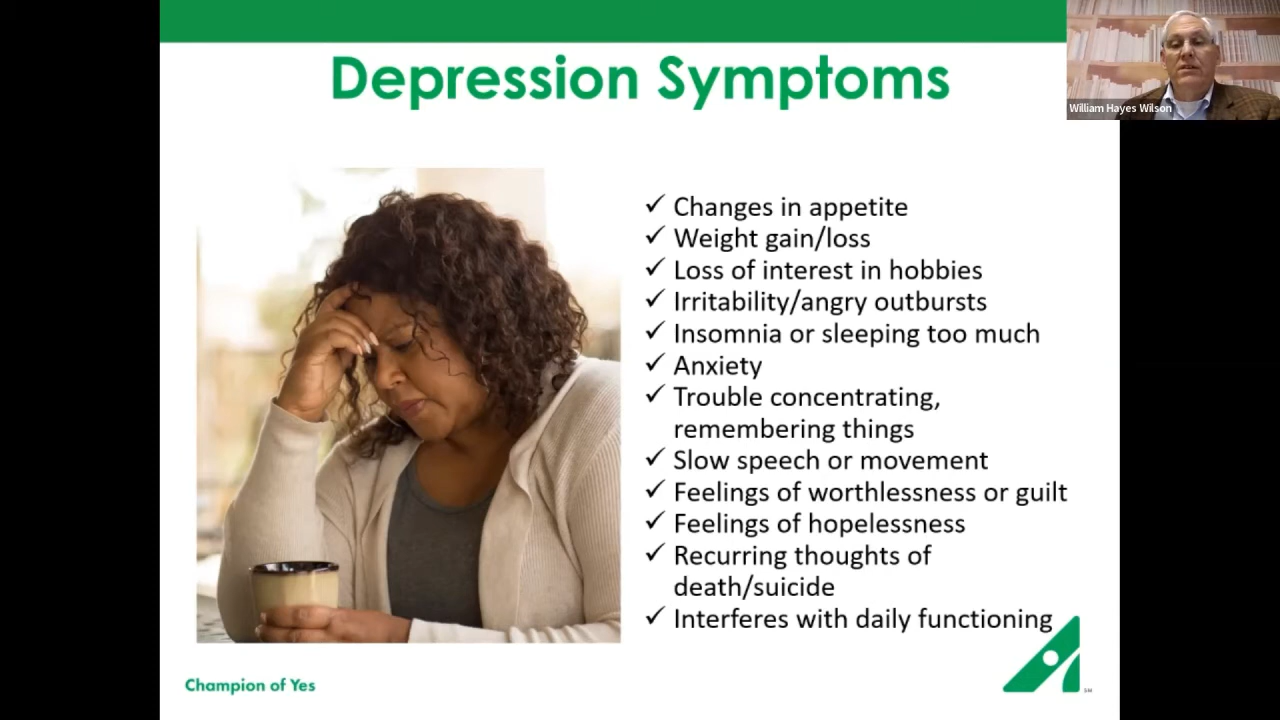 Depression Symptoms
William Hayes Wilson
✓ Changes in appetite
✓ Weight gain/loss
✓ Loss of interest in hobbies
✓ Irritability/angry outbursts
✓ Insomnia or sleeping too much
✓ Anxiety
✓ Trouble concentrating,
remembering things
✓ Slow speech or movement
✓ Feelings of worthlessness or guilt
✓ Feelings of hopelessness
✓ Recurring thoughts of
death/suicide
✓ Interferes with daily functioning
Champion of Yes
SM